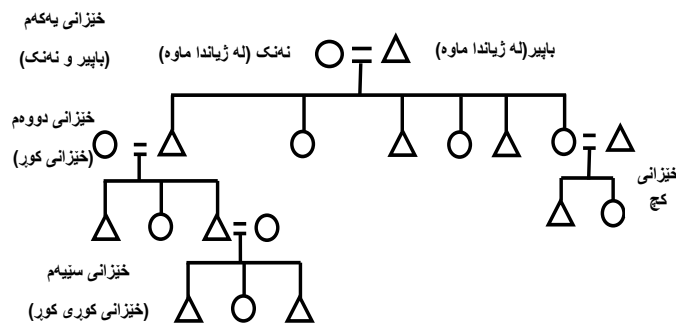 خێزانی یەکەم
(باپیر و نەنک)
نەنک (لە ژیاندا ماوە)
باپیر(لە ژیاندا ماوە)
خێزانی دووەم
(خێزانی کوڕ)
خێزانی
کچ
خێزانی سێیەم
(خێزانی کوڕی کوڕ)